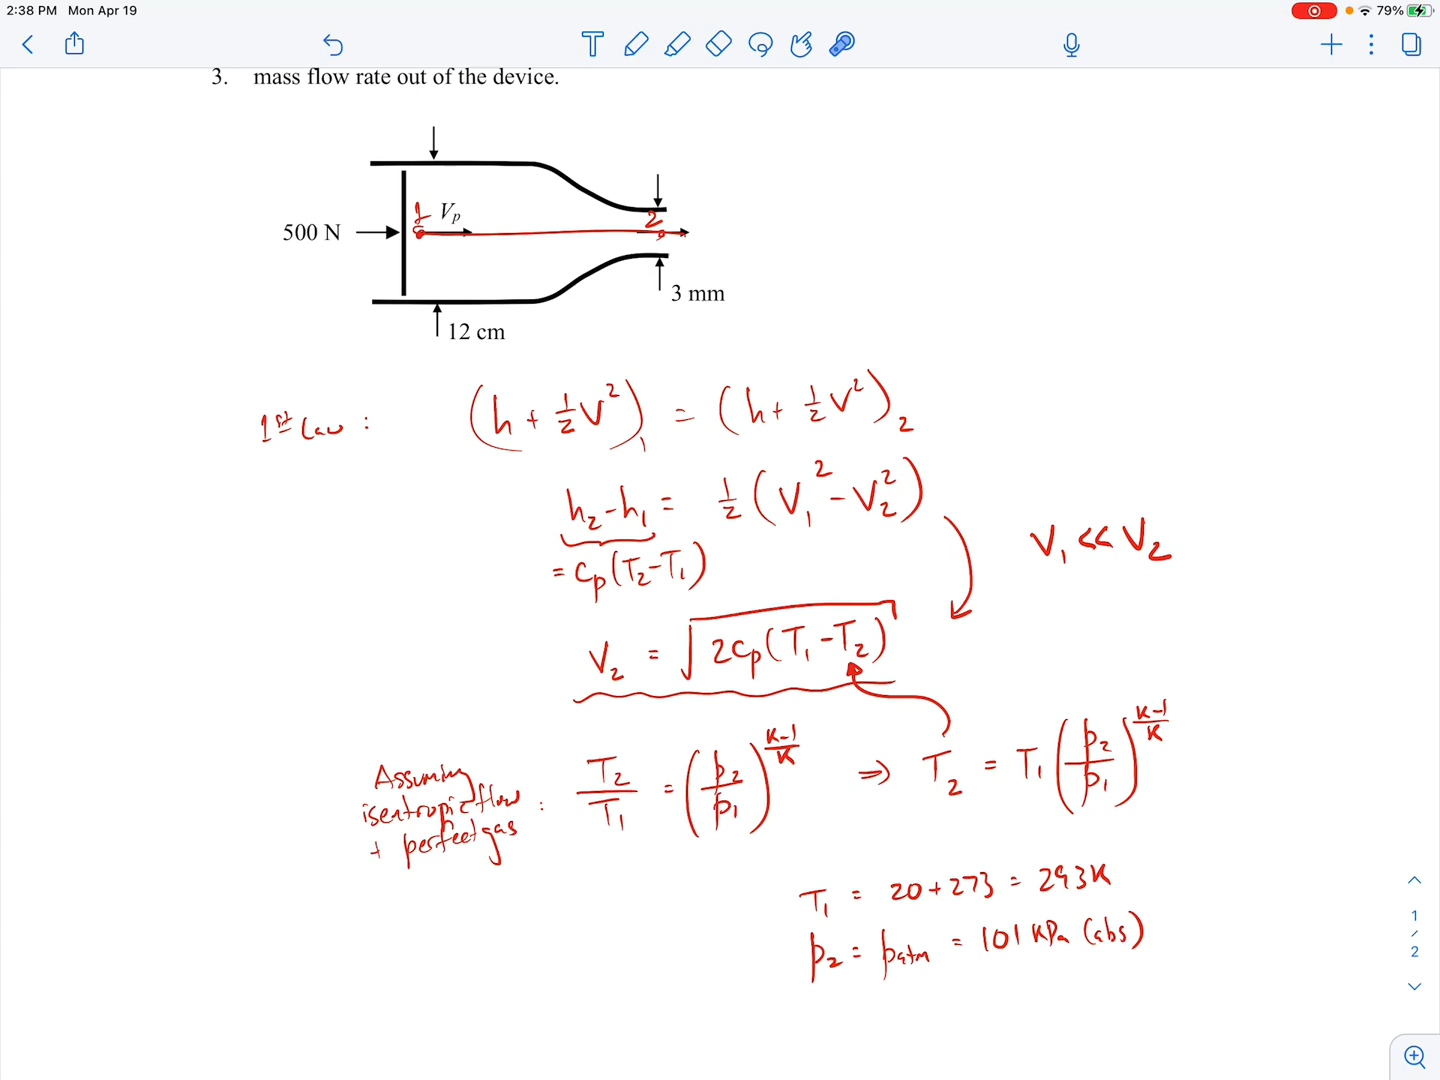 2:38 PM Mon Apr 19
79%
3. mass flow rate out of the device.
1 Vp
2
500 N
3 mm
12 cm
1st Law : (h + ½V²)₁ = (h + ½V²)₂
h₂-h₁ = ½(V₁² - V₂²)
V₁ << V₂
= cp(T₂-T₁)
V₂ = √2cp(T₁-T₂)
Assuming isentropic flow + perfect gas : T₂/T₁ = (p₂/p₁)^(k-1)/k ⇒ T₂ = T₁(p₂/p₁)^(k-1)/k
T₁ = 20+273 = 293K
p₂ = patm = 101 kPa (abs)
1
/
2